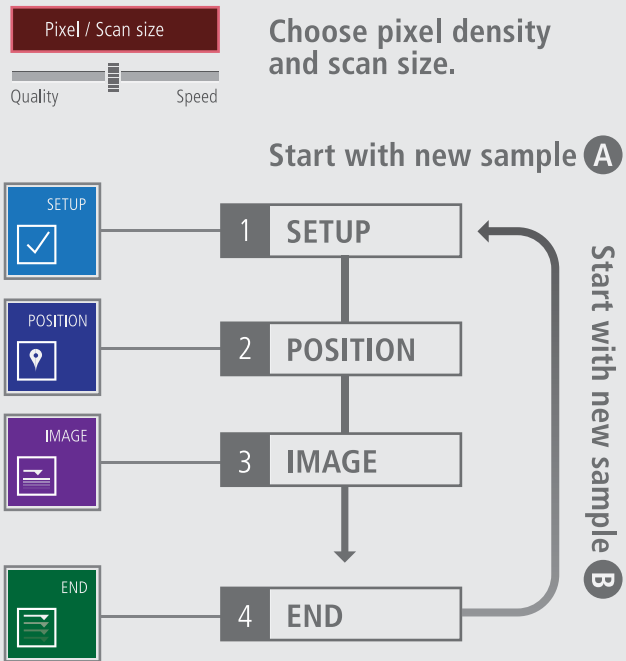 Pixel / Scan size
Quality
Speed
Choose pixel density
and scan size.
Start with new sample A
SETUP
1 SETUP
POSITION
2 POSITION
IMAGE
3 IMAGE
END
4 END
Start with new sample B